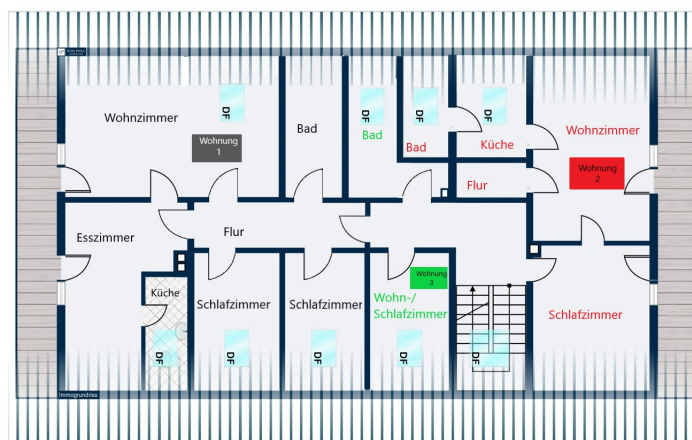 DF
Wohnzimmer
Wohnung
1
Bad
Bad
DF
Bad
DF
Küche
DF
Wohnzimmer
Wohnung
2
Flur
Esszimmer
Flur
Küche
Schlafzimmer
Schlafzimmer
Wohnung
3
Wohn-/
Schlafzimmer
Schlafzimmer
DF
DF
DF
DF
DF
Immogrundriss